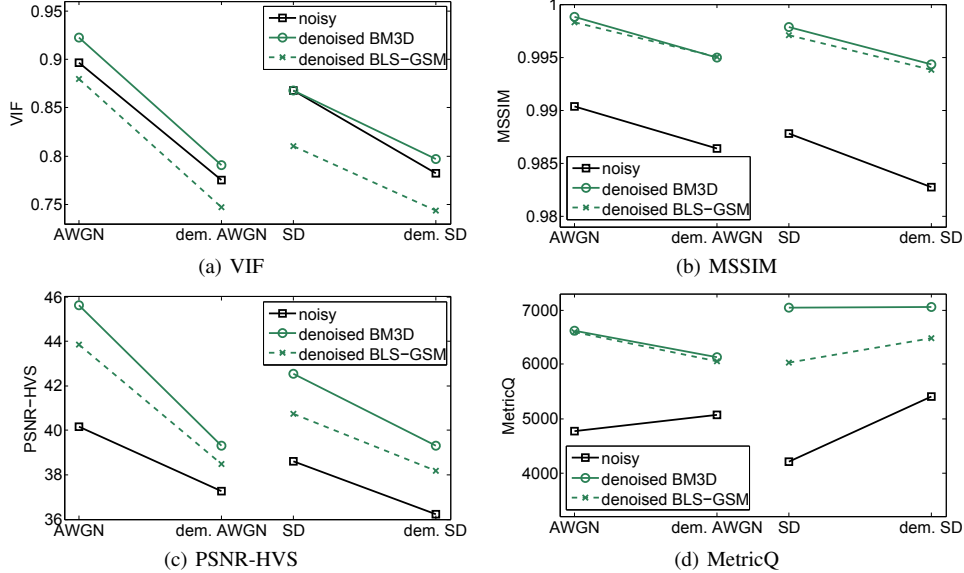 0.95
0.9
0.85
0.8
0.75
VIF
noisy
denoised BM3D
denoised BLS−GSM
AWGN dem. AWGN SD dem. SD
(a) VIF
1
0.995
0.99
0.985
0.98
MSSIM
noisy
denoised BM3D
denoised BLS−GSM
AWGN dem. AWGN SD dem. SD
(b) MSSIM
46
44
42
40
38
36
PSNR−HVS
noisy
denoised BM3D
denoised BLS−GSM
AWGN dem. AWGN SD dem. SD
(c) PSNR-HVS
7000
6000
5000
4000
MetricQ
noisy
denoised BM3D
denoised BLS−GSM
AWGN dem. AWGN SD dem. SD
(d) MetricQ